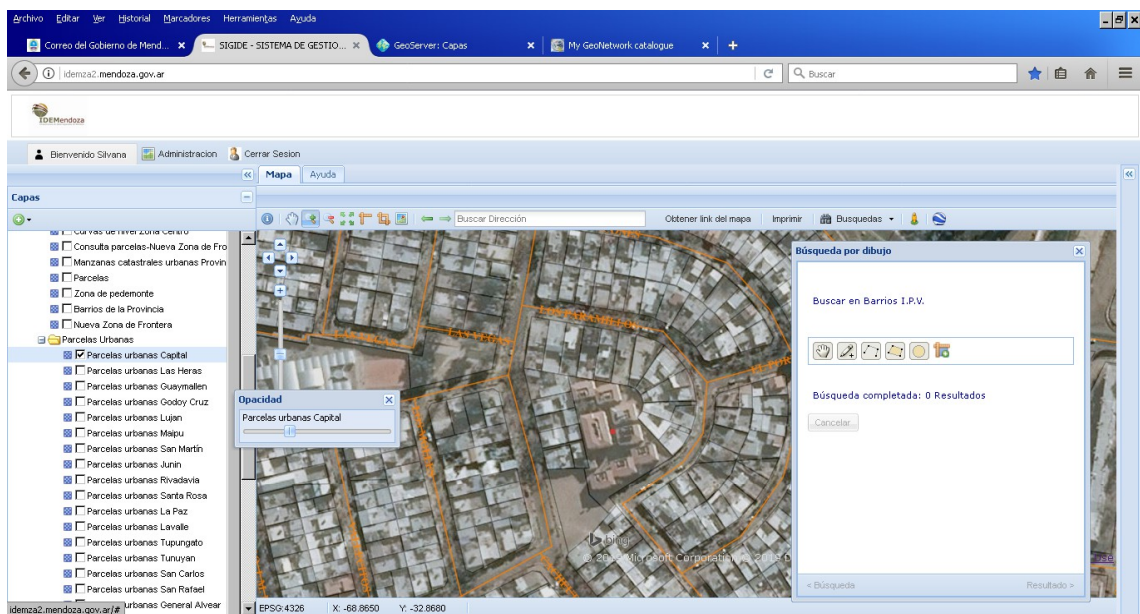 Archivo Editar Ver Historial Marcadores Herramientas Ayuda
Correo del Gobierno de Mend... SIGIDE - SISTEMA DE GESTIO... GeoServer: Capas My GeoNetwork catalogue
idemza2.mendoza.gov.ar Buscar
IDEMendoza
Bienvenido Silvana Administracion Cerrar Sesion
Mapa Ayuda
Capas
Buscar Dirección Obtener link del mapa Imprimir Busquedas
Curvas de nivel zona centro
Consulta parcelas-Nueva Zona de Fro
Manzanas catastrales urbanas Provin
Parcelas
Zona de pedemonte
Barrios de la Provincia
Nueva Zona de Frontera
Parcelas Urbanas
Parcelas urbanas Capital
Parcelas urbanas Las Heras
Parcelas urbanas Guaymallen
Parcelas urbanas Godoy Cruz
Parcelas urbanas Lujan
Parcelas urbanas Maipu
Parcelas urbanas San Martín
Parcelas urbanas Junin
Parcelas urbanas Rivadavia
Parcelas urbanas Santa Rosa
Parcelas urbanas La Paz
Parcelas urbanas Lavalle
Parcelas urbanas Tupungato
Parcelas urbanas Tunuyan
Parcelas urbanas San Carlos
Parcelas urbanas San Rafael
urbanas General Alvear
idemza2.mendoza.gov.ar/#
Opacidad
Parcelas urbanas Capital
bing
Búsqueda por dibujo
Buscar en Barrios I.P.V.
Búsqueda completada: 0 Resultados
Cancelar
< Búsqueda Resultado >
EPSG:4326 X: -68.8650 Y: -32.8680